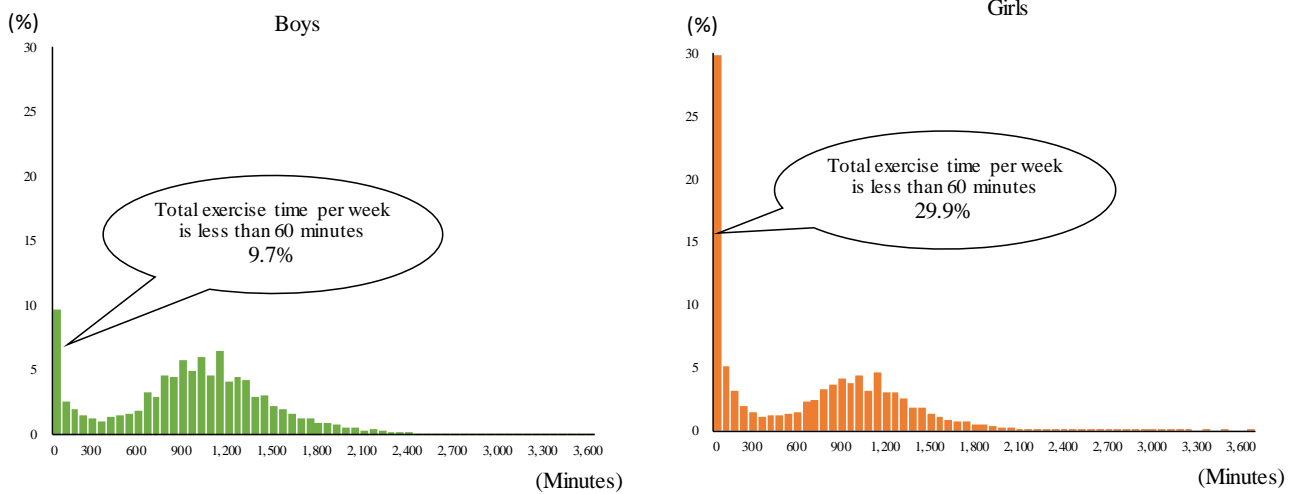 (%)
Boys
30
25
20
15
10
5
0
Total exercise time per week
is less than 60 minutes
9.7%
0 300 600 900 1,200 1,500 1,800 2,100 2,400 2,700 3,000 3,300 3,600
(Minutes)
Girls
(%)
30
25
20
15
10
5
0
Total exercise time per week
is less than 60 minutes
29.9%
0 300 600 900 1,200 1,500 1,800 2,100 2,400 2,700 3,000 3,300 3,600
(Minutes)